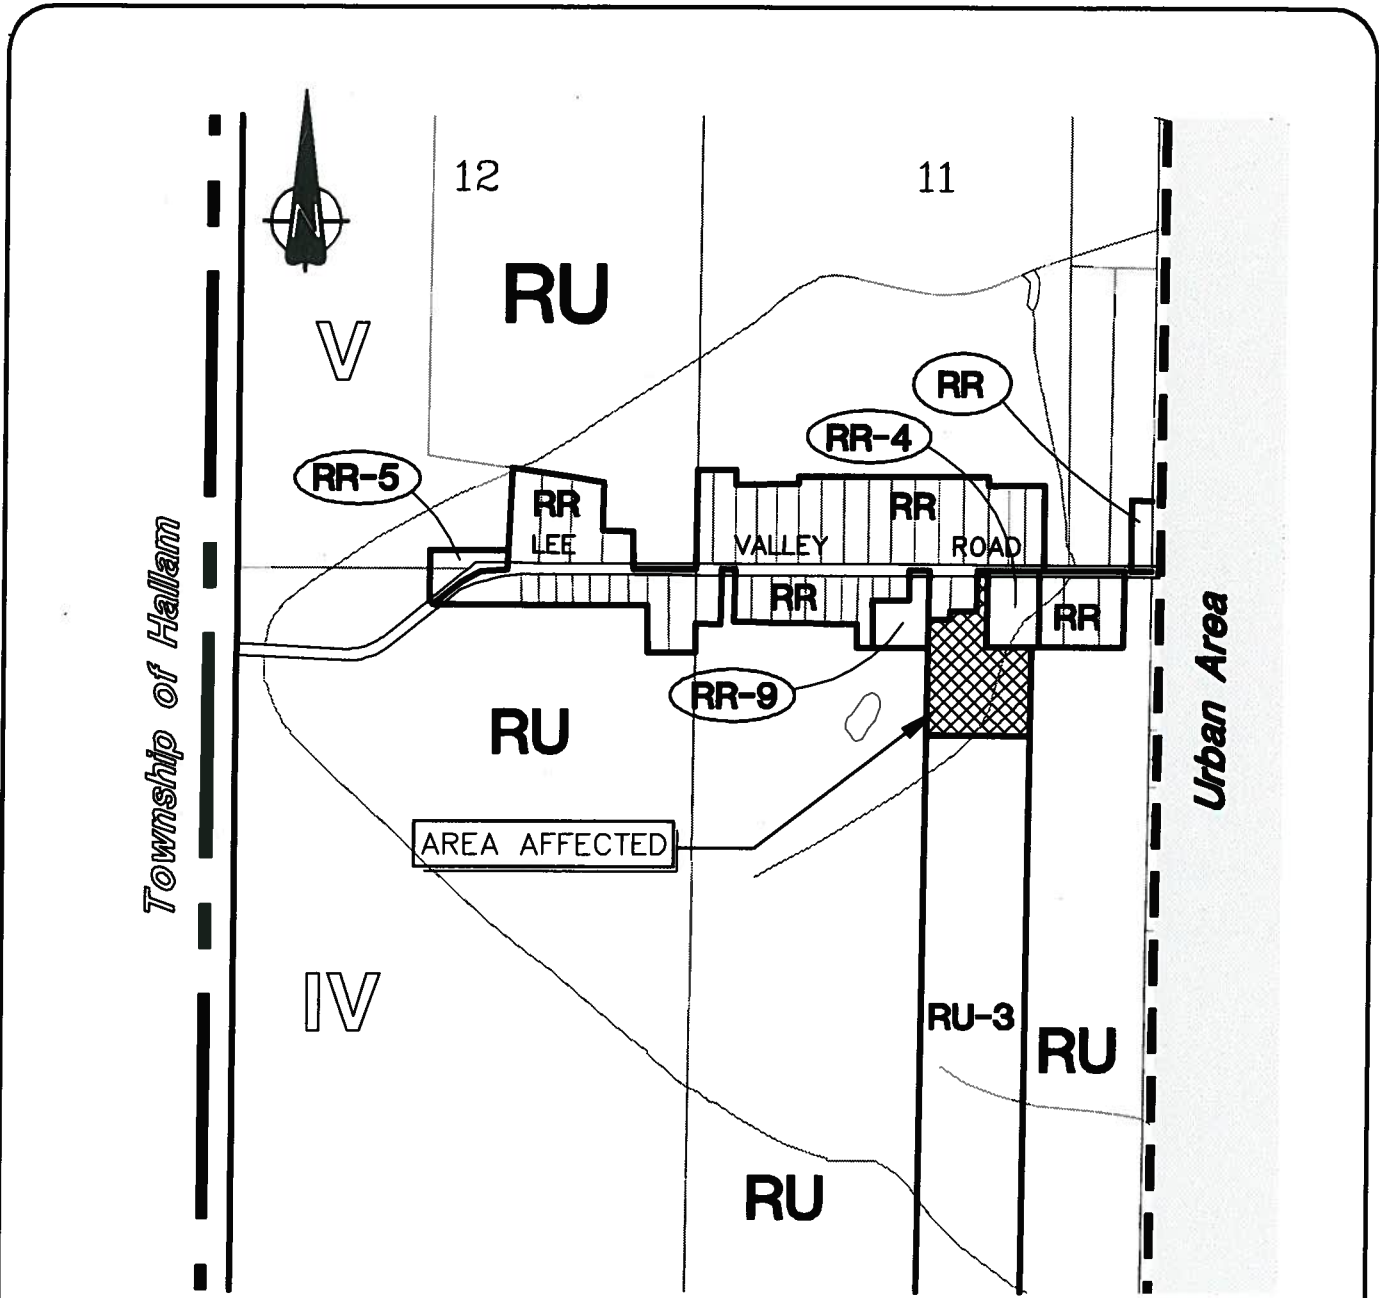 12
11
N
RU
V
RR
RR-4
RR-5
RR
RR
LEE VALLEY ROAD
RR
RR
RR-9
RU
Township of Hallam
Urban Area
AREA AFFECTED
IV
RU-3
RU
RU